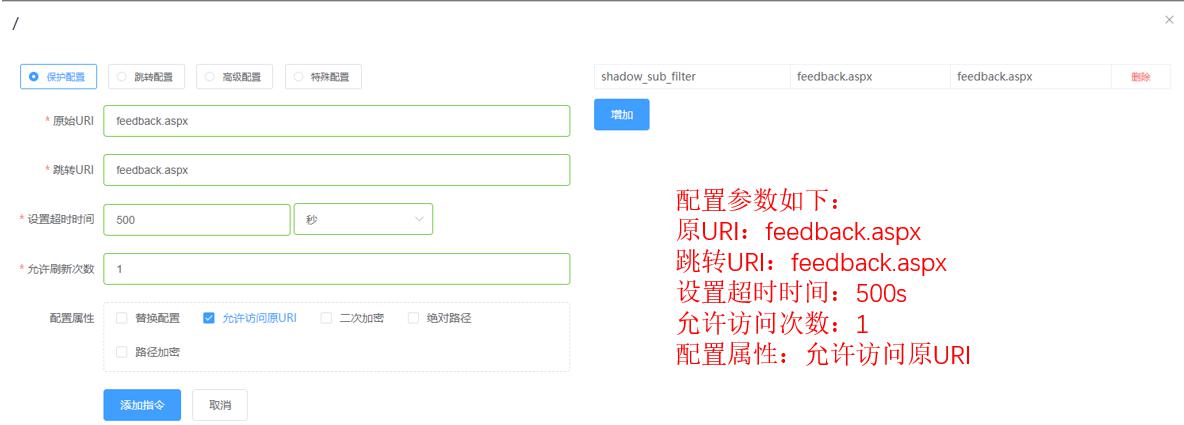 /
保护配置 跳转配置 高级配置 特殊配置
* 原始URI feedback.aspx
* 跳转URI feedback.aspx
* 设置超时时间 500 秒
* 允许刷新次数 1
配置属性 替换配置 允许访问原URI 二次加密 绝对路径
路径加密
添加指令 取消
shadow_sub_filter feedback.aspx feedback.aspx 删除
增加
配置参数如下：
原URI：feedback.aspx
跳转URI：feedback.aspx
设置超时时间：500s
允许访问次数：1
配置属性：允许访问原URI